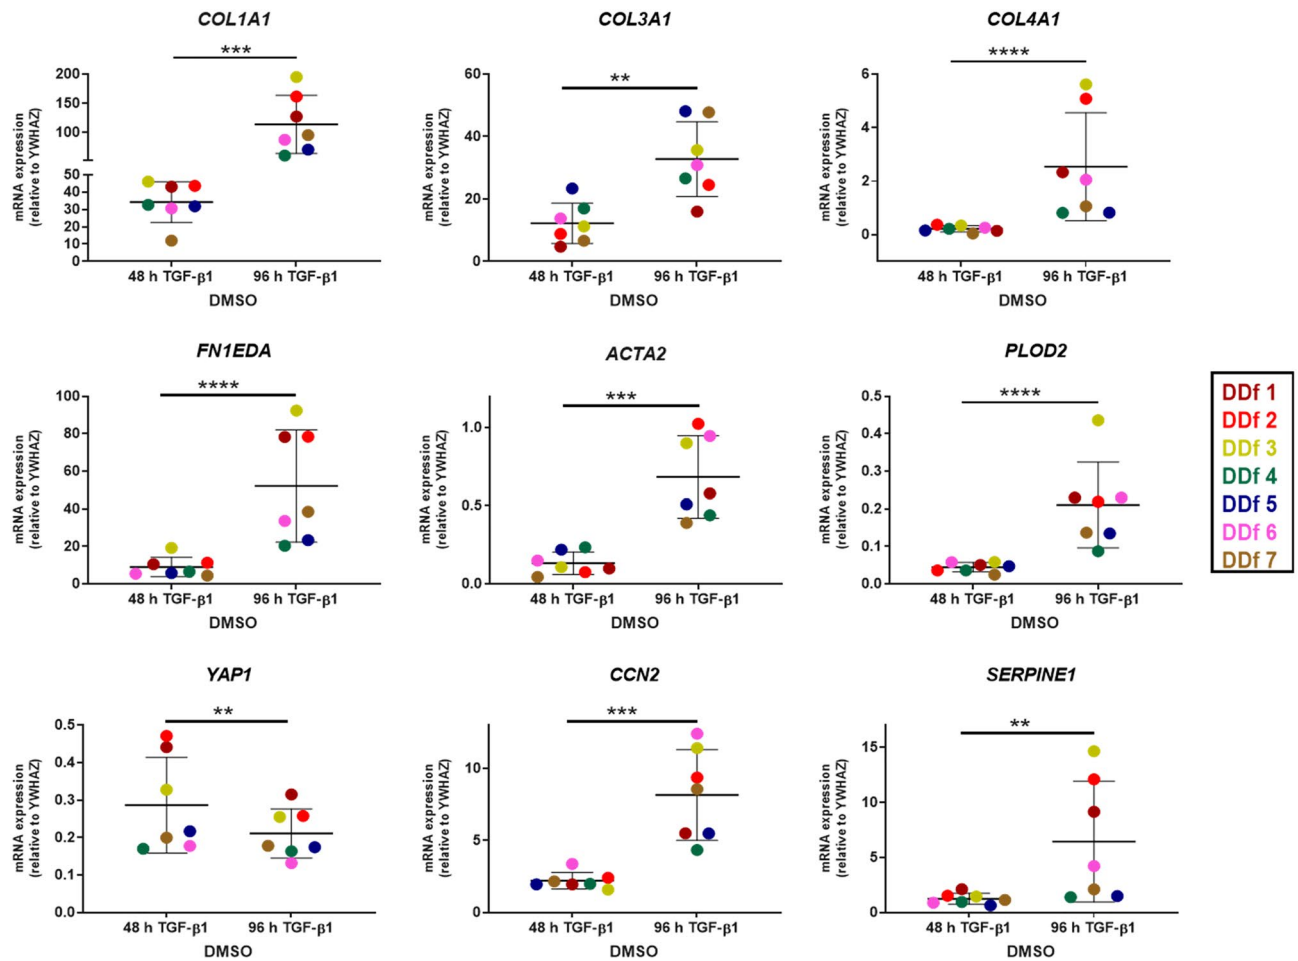 COL1A1
***
mRNA expression
(relative to YWHAZ)
200
150
100
50
40
30
20
10
0
48 h TGF-β1
96 h TGF-β1
DMSO
COL3A1
**
mRNA expression
(relative to YWHAZ)
60
40
20
0
48 h TGF-β1
96 h TGF-β1
DMSO
COL4A1
****
mRNA expression
(relative to YWHAZ)
6
4
2
0
48 h TGF-β1
96 h TGF-β1
DMSO
FN1EDA
****
mRNA expression
(relative to YWHAZ)
100
80
60
40
20
0
48 h TGF-β1
96 h TGF-β1
DMSO
ACTA2
***
mRNA expression
(relative to YWHAZ)
1.0
0.5
0.0
48 h TGF-β1
96 h TGF-β1
DMSO
PLOD2
****
mRNA expression
(relative to YWHAZ)
0.5
0.4
0.3
0.2
0.1
0.0
48 h TGF-β1
96 h TGF-β1
DMSO
DDf 1
DDf 2
DDf 3
DDf 4
DDf 5
DDf 6
DDf 7
YAP1
**
mRNA expression
(relative to YWHAZ)
0.5
0.4
0.3
0.2
0.1
0.0
48 h TGF-β1
96 h TGF-β1
DMSO
CCN2
***
mRNA expression
(relative to YWHAZ)
10
5
0
48 h TGF-β1
96 h TGF-β1
DMSO
SERPINE1
**
mRNA expression
(relative to YWHAZ)
15
10
5
0
48 h TGF-β1
96 h TGF-β1
DMSO